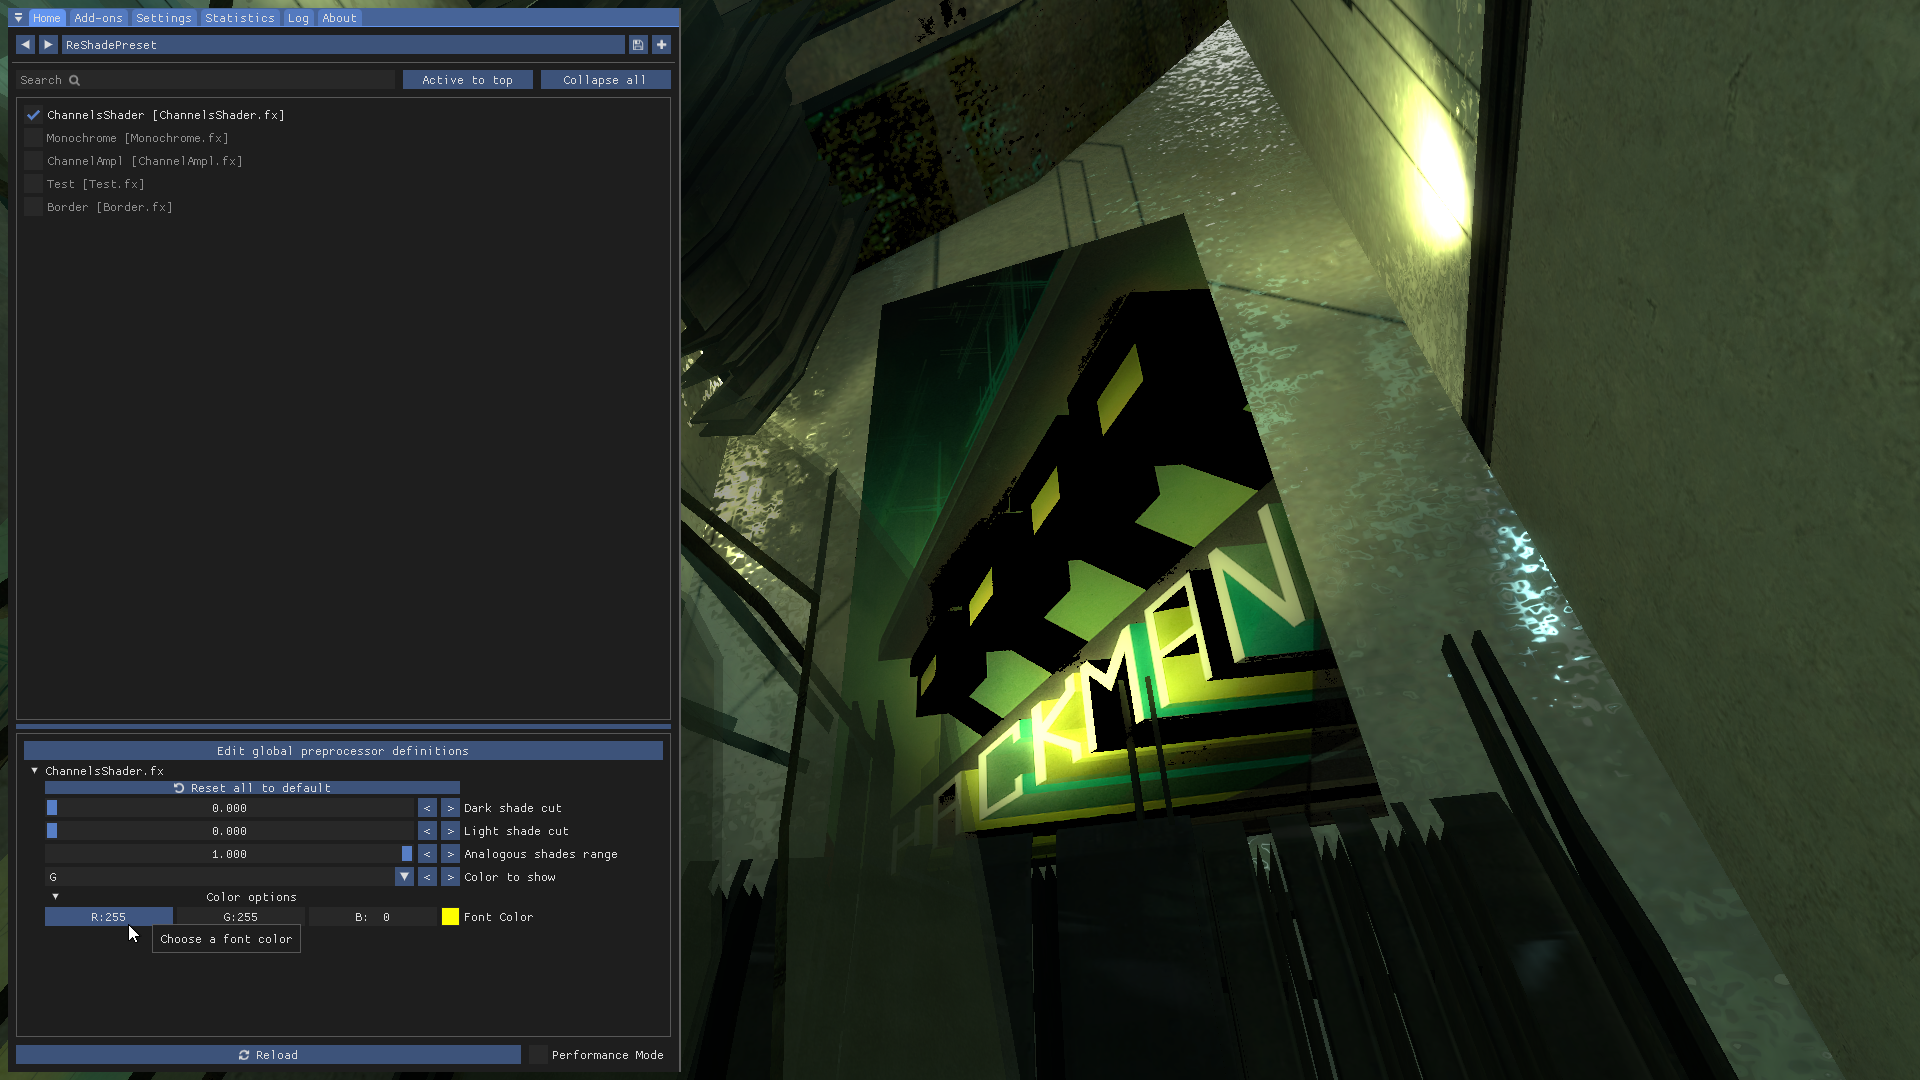 Home Add-ons Settings Statistics Log About
ReShadePreset
Search Active to top Collapse all
ChannelsShader [ChannelsShader.fx]
Monochrome [Monochrome.fx]
ChannelAmpl [ChannelAmpl.fx]
Test [Test.fx]
Border [Border.fx]
ACKMAN
Edit global preprocessor definitions
ChannelsShader.fx
Reset all to default
0.000 < > Dark shade cut
0.000 < > Light shade cut
1.000 < > Analogous shades range
G < > Color to show
Color options
R:255 G:255 B: 0 Font Color
Choose a font color
Reload Performance Mode